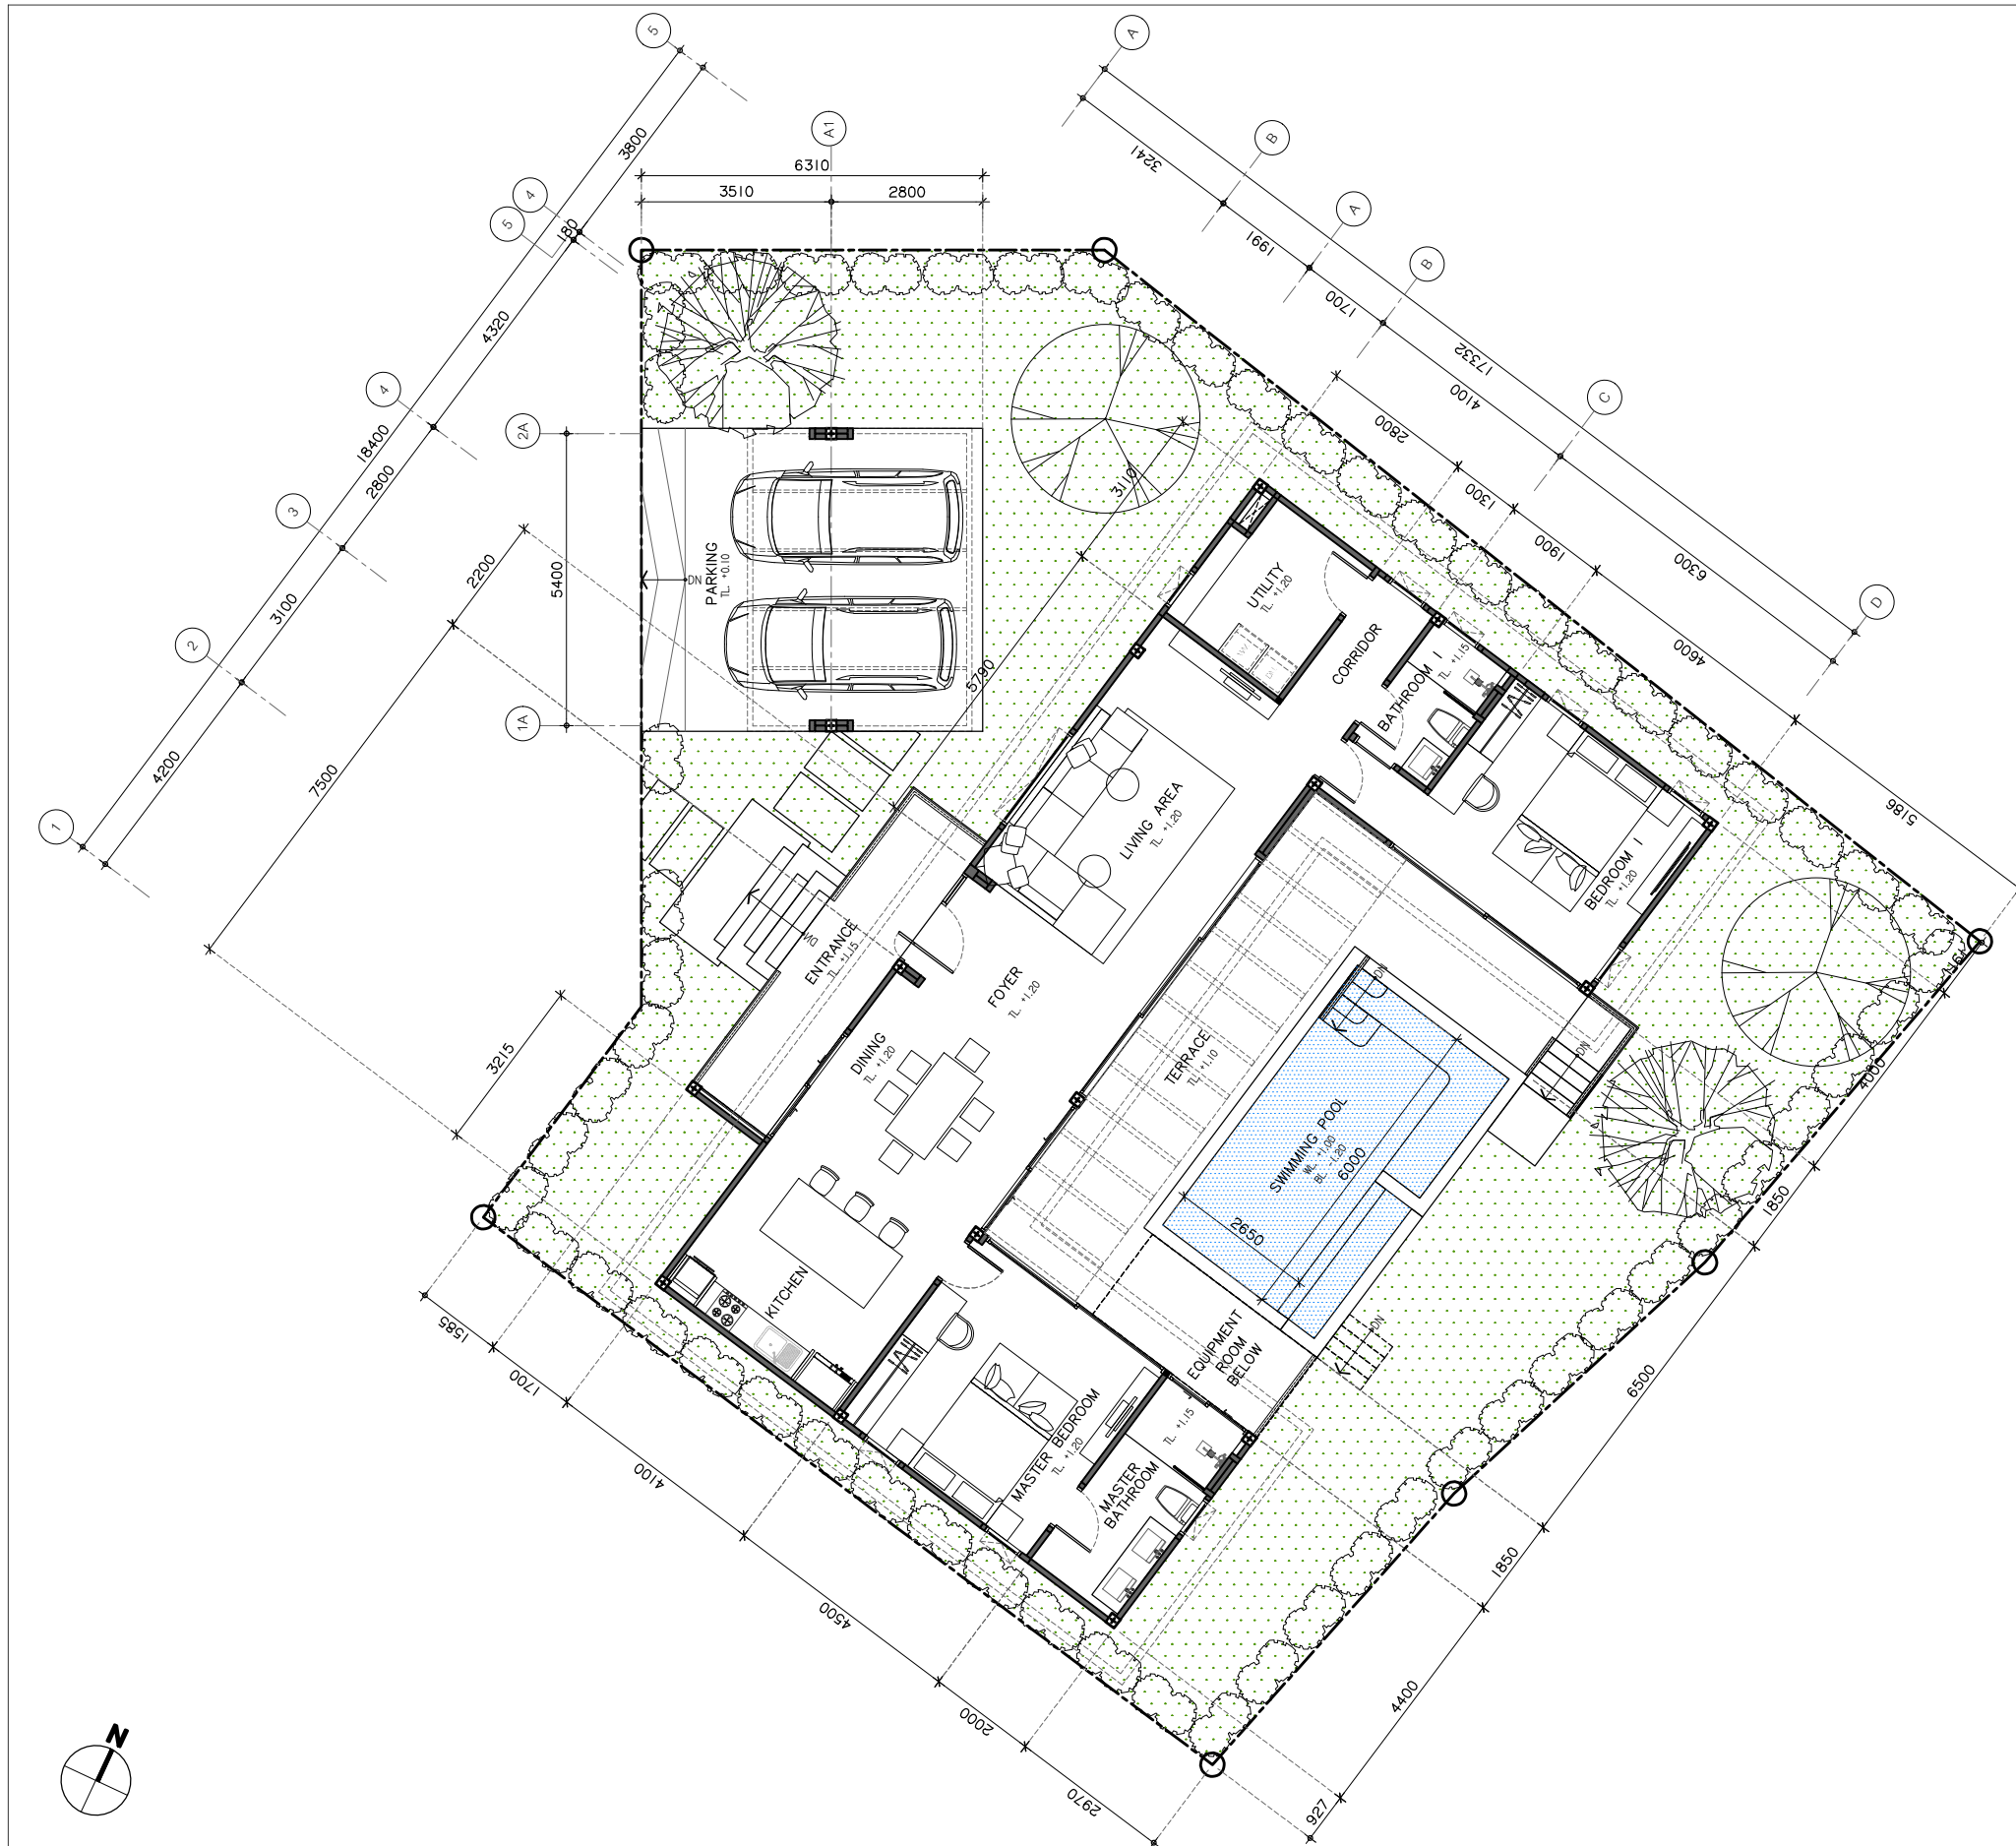 5
A
3800
A1
B
6310
3241
3510
2800
4
5
180
A
1991
B
4320
1700
17332
4
C
4100
2A
18400
2800
2800
3110
3
1300
6300
1900
2200
D
PARKING
TL. +0.10
DN
5400
UTILITY
TL. +1.20
3100
CORRIDOR
2
4600
BATHROOM 1
TL. +1.15
5790
1A
4200
7500
LIVING AREA
TL. +1.20
5186
1
BEDROOM 1
TL. +1.20
ENTRANCE
TL. +1.15
DN
FOYER
TL. +1.20
DN
3215
DINING
TL. +1.20
TERRACE
TL. +1.10
DN
4000
SWIMMING POOL
WL. +1.00
BL. -1.20
6000
2650
1850
KITCHEN
1585
EQUIPMENT
ROOM
BELOW
DN
1700
6500
MASTER BEDROOM
TL. +1.20
TL. +1.15
MASTER
BATHROOM
4100
1850
4500
4400
2000
N
2970
927